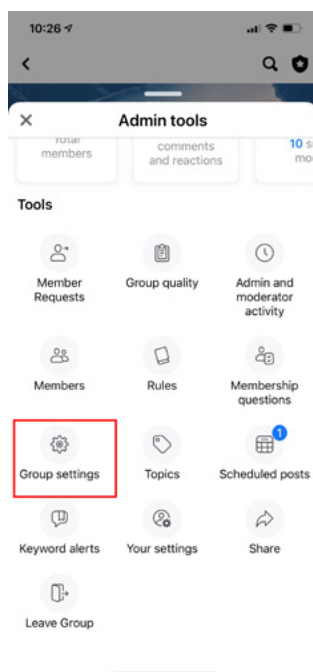 10:26
Admin tools
Total
members
comments
and reactions
10 s
mo
Tools
Member
Requests
Group quality
Admin and
moderator
activity
Members
Rules
Membership
questions
Group settings
Topics
1
Scheduled posts
Keyword alerts
Your settings
Share
Leave Group